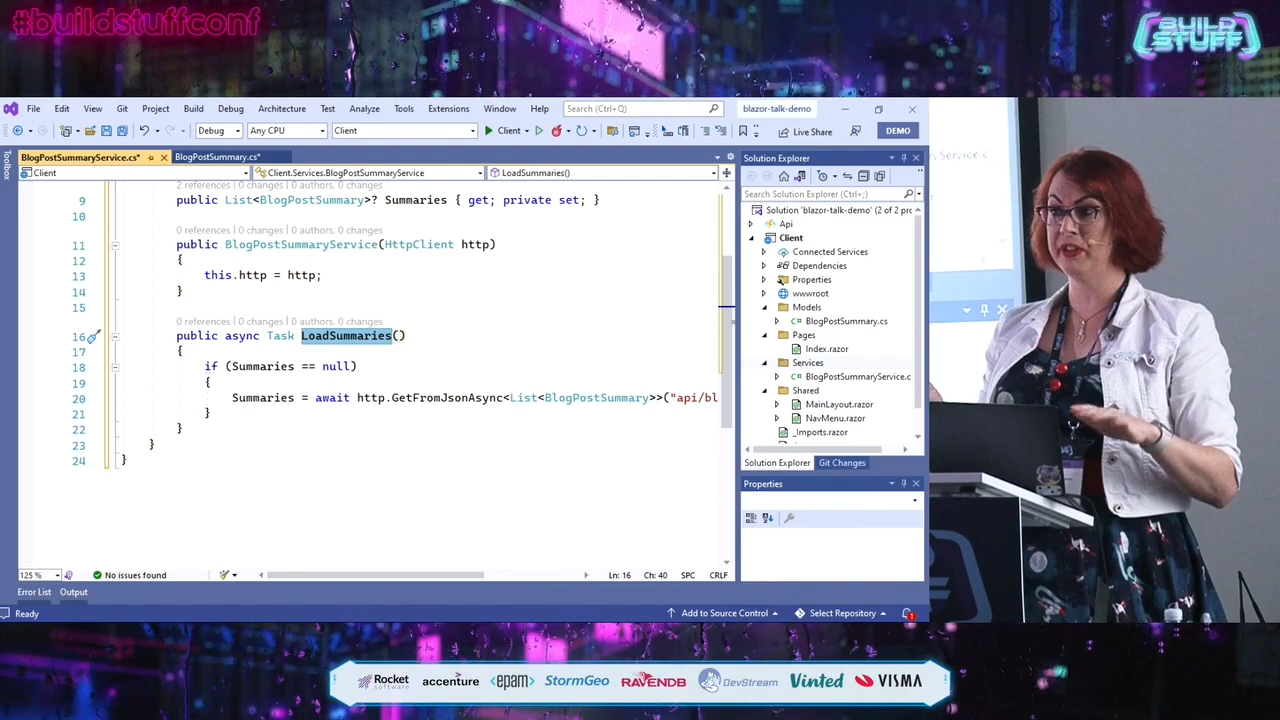 #buildstuffconf
BUILD STUFF
File Edit View Git Project Build Debug Architecture Test Analyze Tools Extensions Window Help Search (Ctrl+Q) blazor-talk-demo
Debug Any CPU Client Client Live Share DEMO
Toolbox
BlogPostSummaryService.cs* BlogPostSummary.cs*
Client Client.Services.BlogPostSummaryService LoadSummaries()
2 references | 0 changes | 0 authors, 0 changes
9 public List<BlogPostSummary>? Summaries { get; private set; }
10
0 references | 0 changes | 0 authors, 0 changes
11 public BlogPostSummaryService(HttpClient http)
12 {
13 this.http = http;
14 }
15
0 references | 0 changes | 0 authors, 0 changes
16 public async Task LoadSummaries()
17 {
18 if (Summaries == null)
19 {
20 Summaries = await http.GetFromJsonAsync<List<BlogPostSummary>>("api/bl
21 }
22 }
23 }
24 }
125 % No issues found Ln: 16 Ch: 40 SPC CRLF
Error List Output
Ready Add to Source Control Select Repository 1
Solution Explorer
Search Solution Explorer (Ctrl+;)
Solution 'blazor-talk-demo' (2 of 2 pr
Api
Client
Connected Services
Dependencies
Properties
wwwroot
Models
C# BlogPostSummary.cs
Pages
Index.razor
Services
C# BlogPostSummaryService.c
Shared
MainLayout.razor
NavMenu.razor
_Imports.razor
Solution Explorer Git Changes
Properties
Rocket software accenture <epam> StormGeo RAVENDB DevStream Vinted VISMA